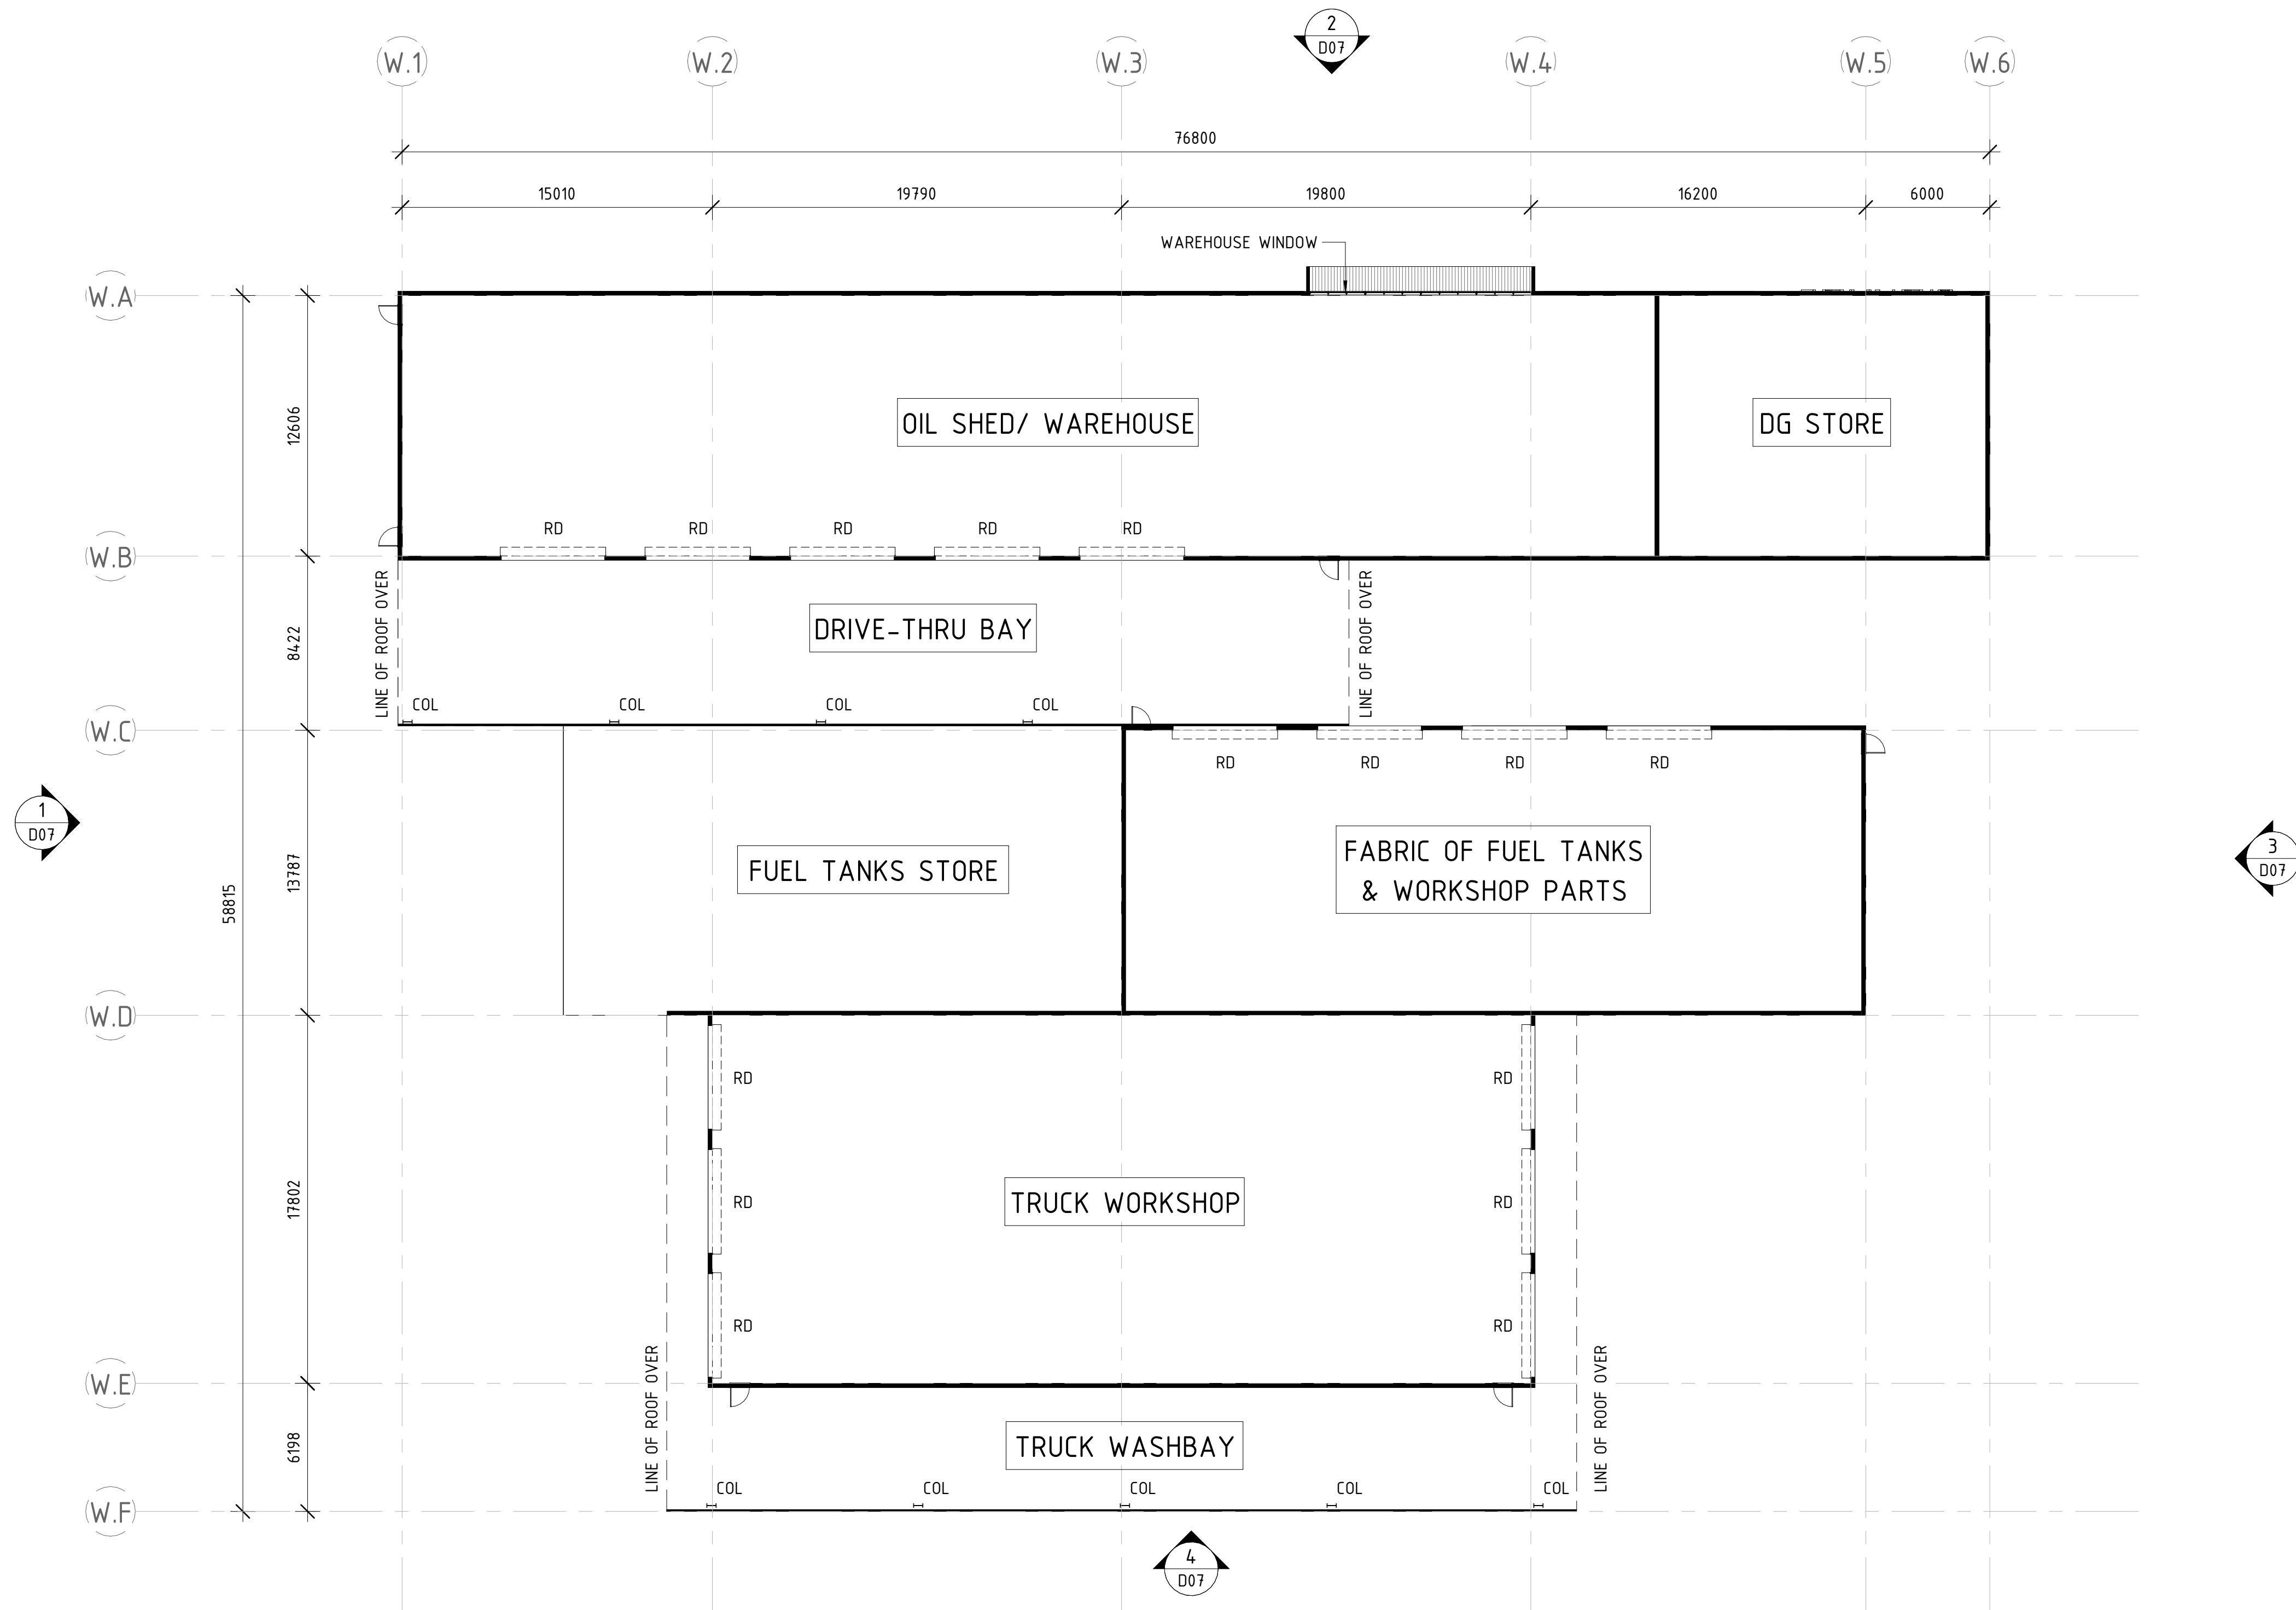 2
D07
W.1
W.2
W.3
W.4
W.5
W.6
76800
15010
19790
19800
16200
6000
WAREHOUSE WINDOW
W.A
12606
OIL SHED/ WAREHOUSE
DG STORE
RD
RD
RD
RD
RD
W.B
LINE OF ROOF OVER
8422
DRIVE-THRU BAY
LINE OF ROOF OVER
COL
COL
COL
COL
W.C
RD
RD
RD
RD
1
D07
3
D07
58815
13787
FUEL TANKS STORE
FABRIC OF FUEL TANKS
& WORKSHOP PARTS
W.D
RD
RD
17802
RD
TRUCK WORKSHOP
RD
RD
RD
W.E
LINE OF ROOF OVER
LINE OF ROOF OVER
6198
TRUCK WASHBAY
COL
COL
COL
COL
COL
W.F
4
D07